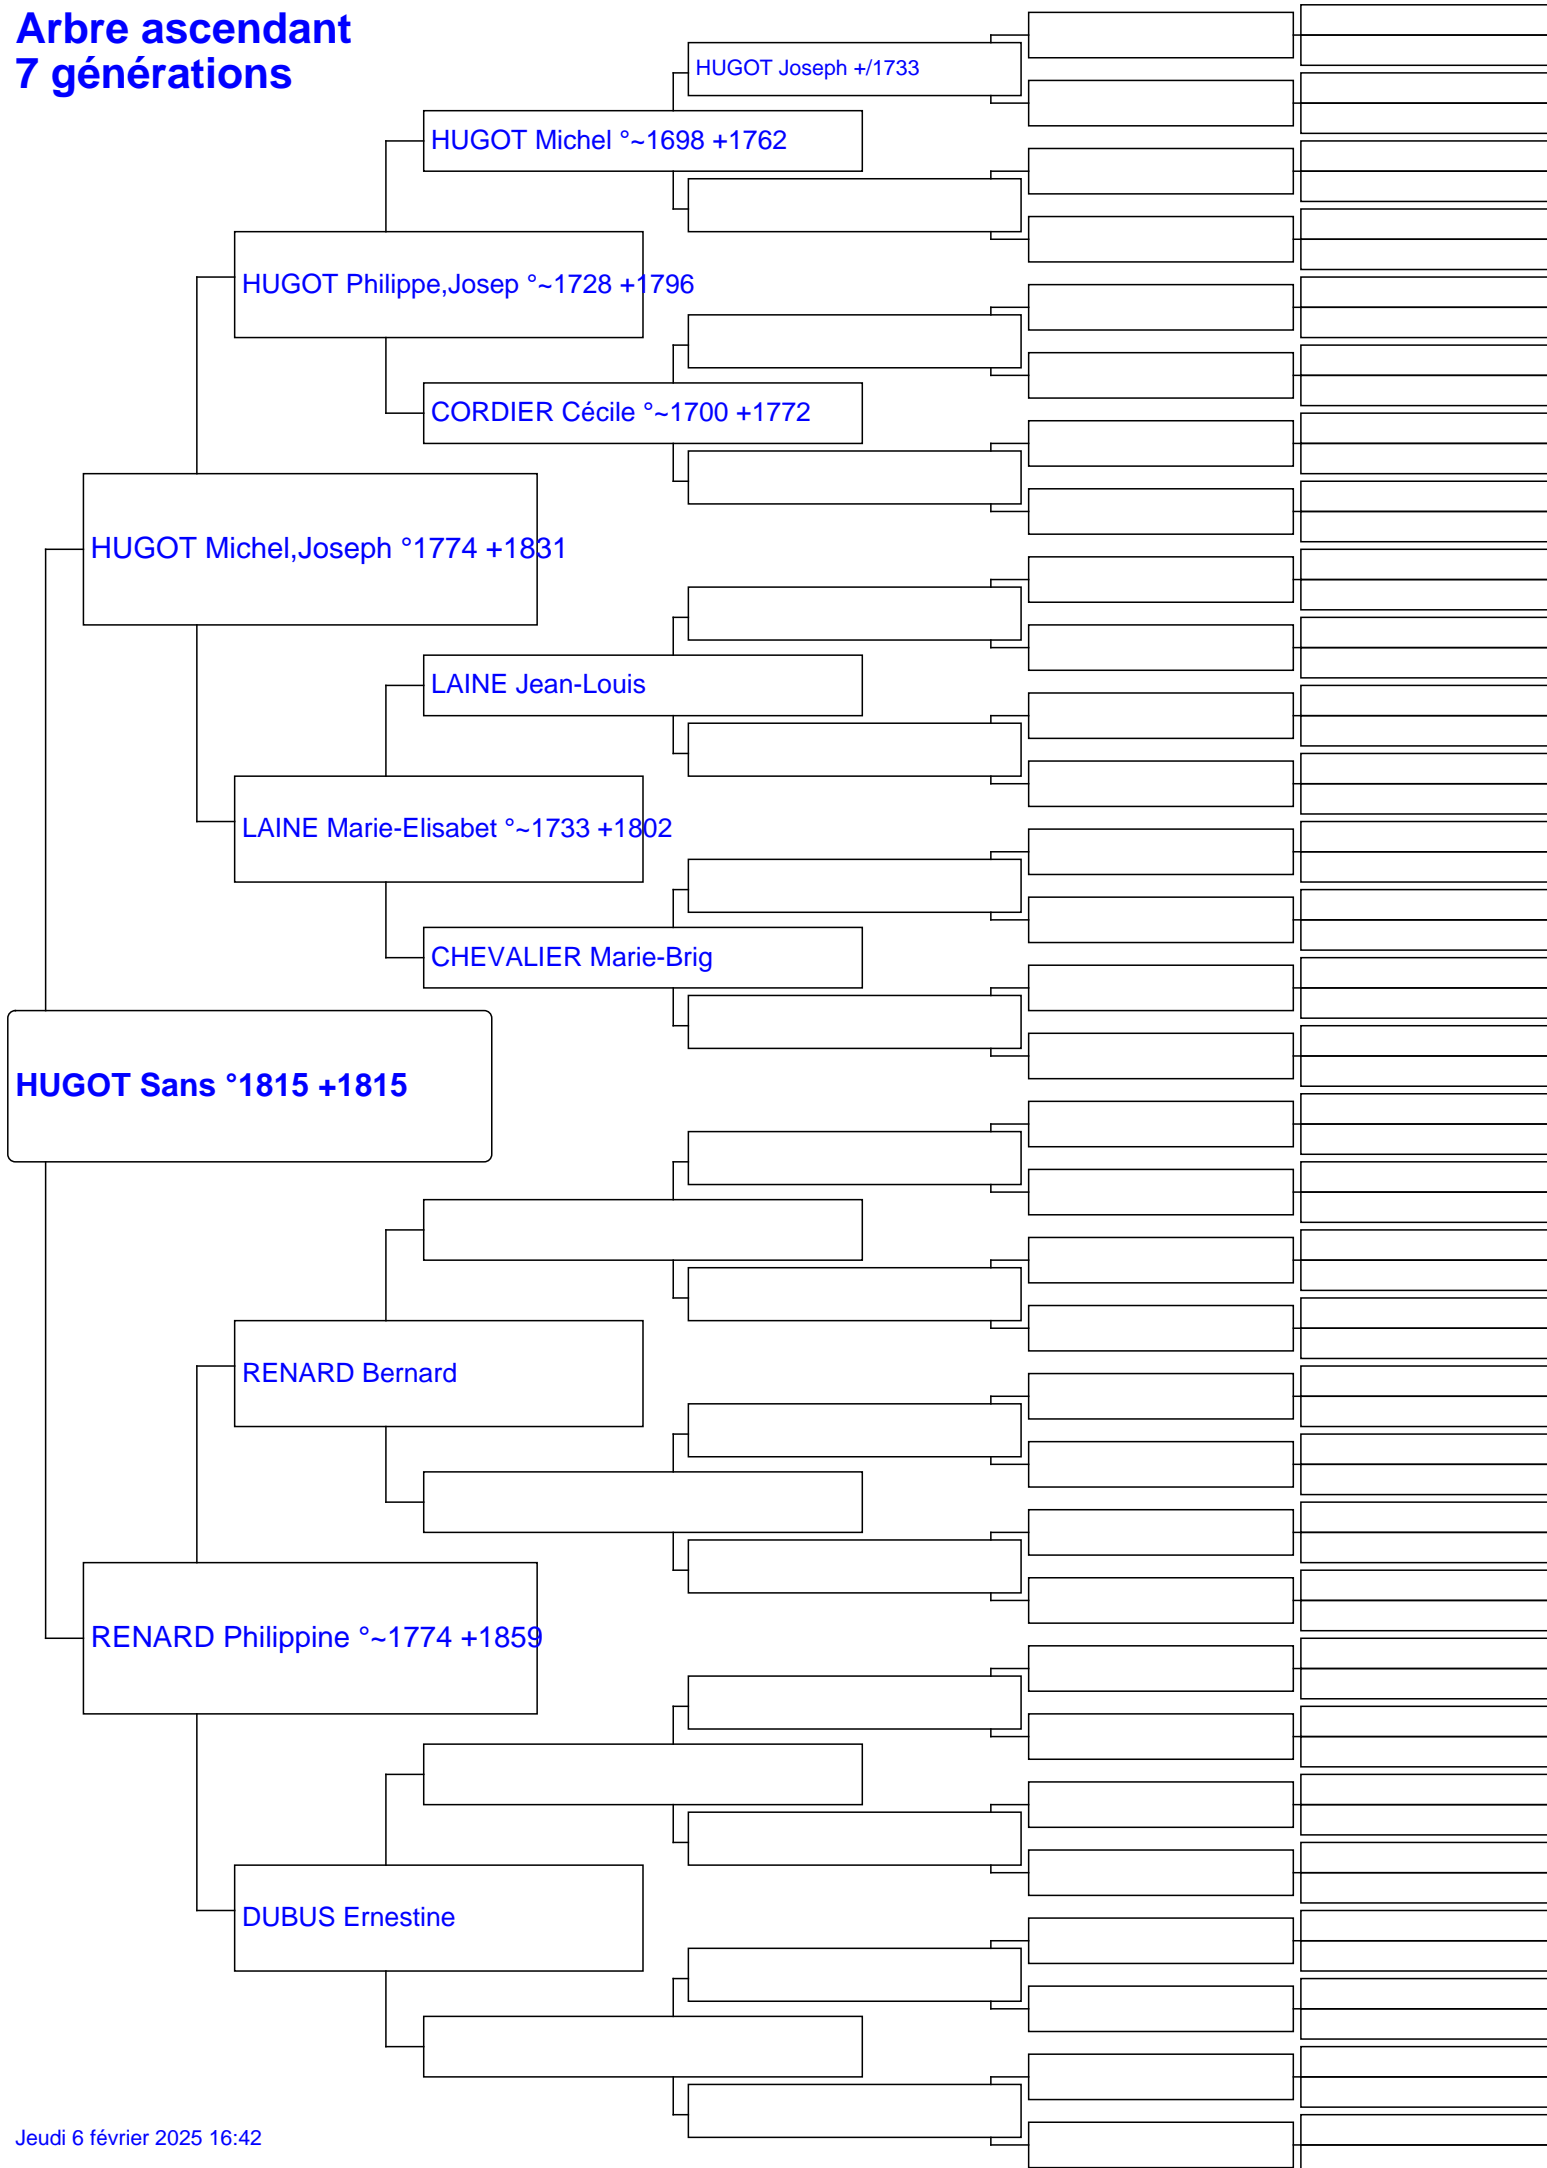 Arbre ascendant
7 générations
HUGOT Joseph +/1733
HUGOT Michel °~1698 +1762
HUGOT Philippe,Josep °~1728 +1796
CORDIER Cécile °~1700 +1772
HUGOT Michel,Joseph °1774 +1831
LAINE Jean-Louis
LAINE Marie-Elisabet °~1733 +1802
CHEVALIER Marie-Brig
HUGOT Sans °1815 +1815
RENARD Bernard
RENARD Philippine °~1774 +1859
DUBUS Ernestine
Jeudi 6 février 2025 16:42